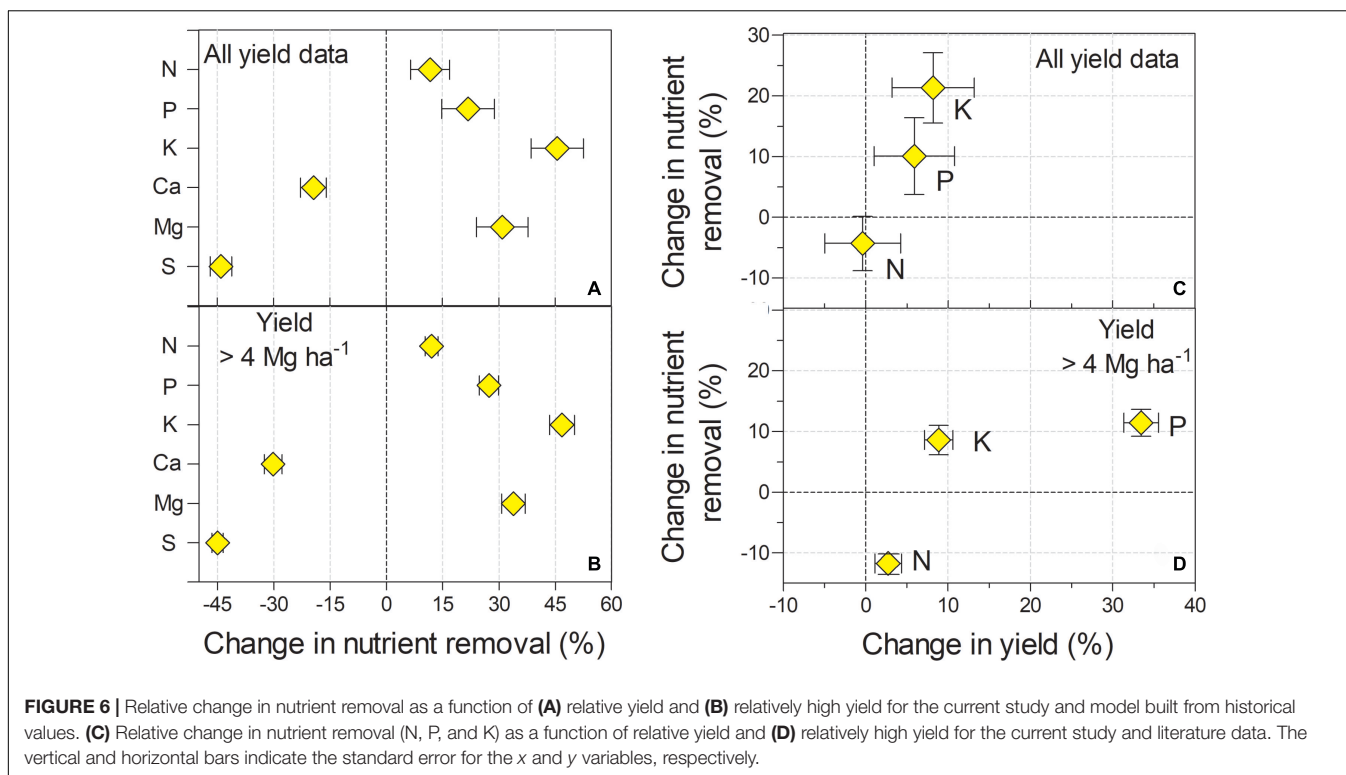 All yield data
N
P
K
Ca
Mg
S
A
Yield
> 4 Mg ha⁻¹
N
P
K
Ca
Mg
S
B
-45 -30 -15 0 15 30 45 60
Change in nutrient removal (%)
Change in nutrient
removal (%)
30
20
10
0
-10
All yield data
K
P
N
C
Change in nutrient
removal (%)
20
10
0
-10
Yield
> 4 Mg ha⁻¹
P
K
N
D
-10 0 10 20 30 40
Change in yield (%)
FIGURE 6 | Relative change in nutrient removal as a function of (A) relative yield and (B) relatively high yield for the current study and model built from historical
values. (C) Relative change in nutrient removal (N, P, and K) as a function of relative yield and (D) relatively high yield for the current study and literature data. The
vertical and horizontal bars indicate the standard error for the x and y variables, respectively.